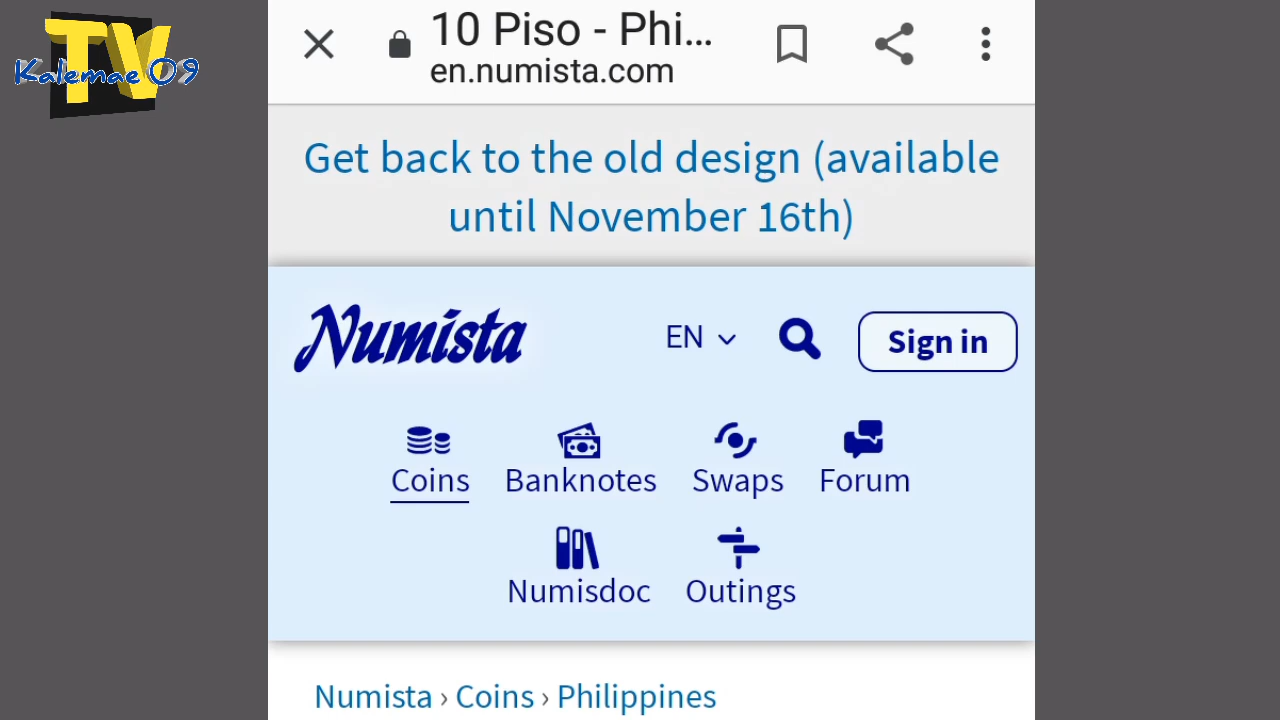 TV
Kalemae 09
10 Piso - Phi...
en.numista.com
Get back to the old design (available
until November 16th)
Numista
EN
Sign in
Coins
Banknotes
Swaps
Forum
Numisdoc
Outings
Numista › Coins › Philippines